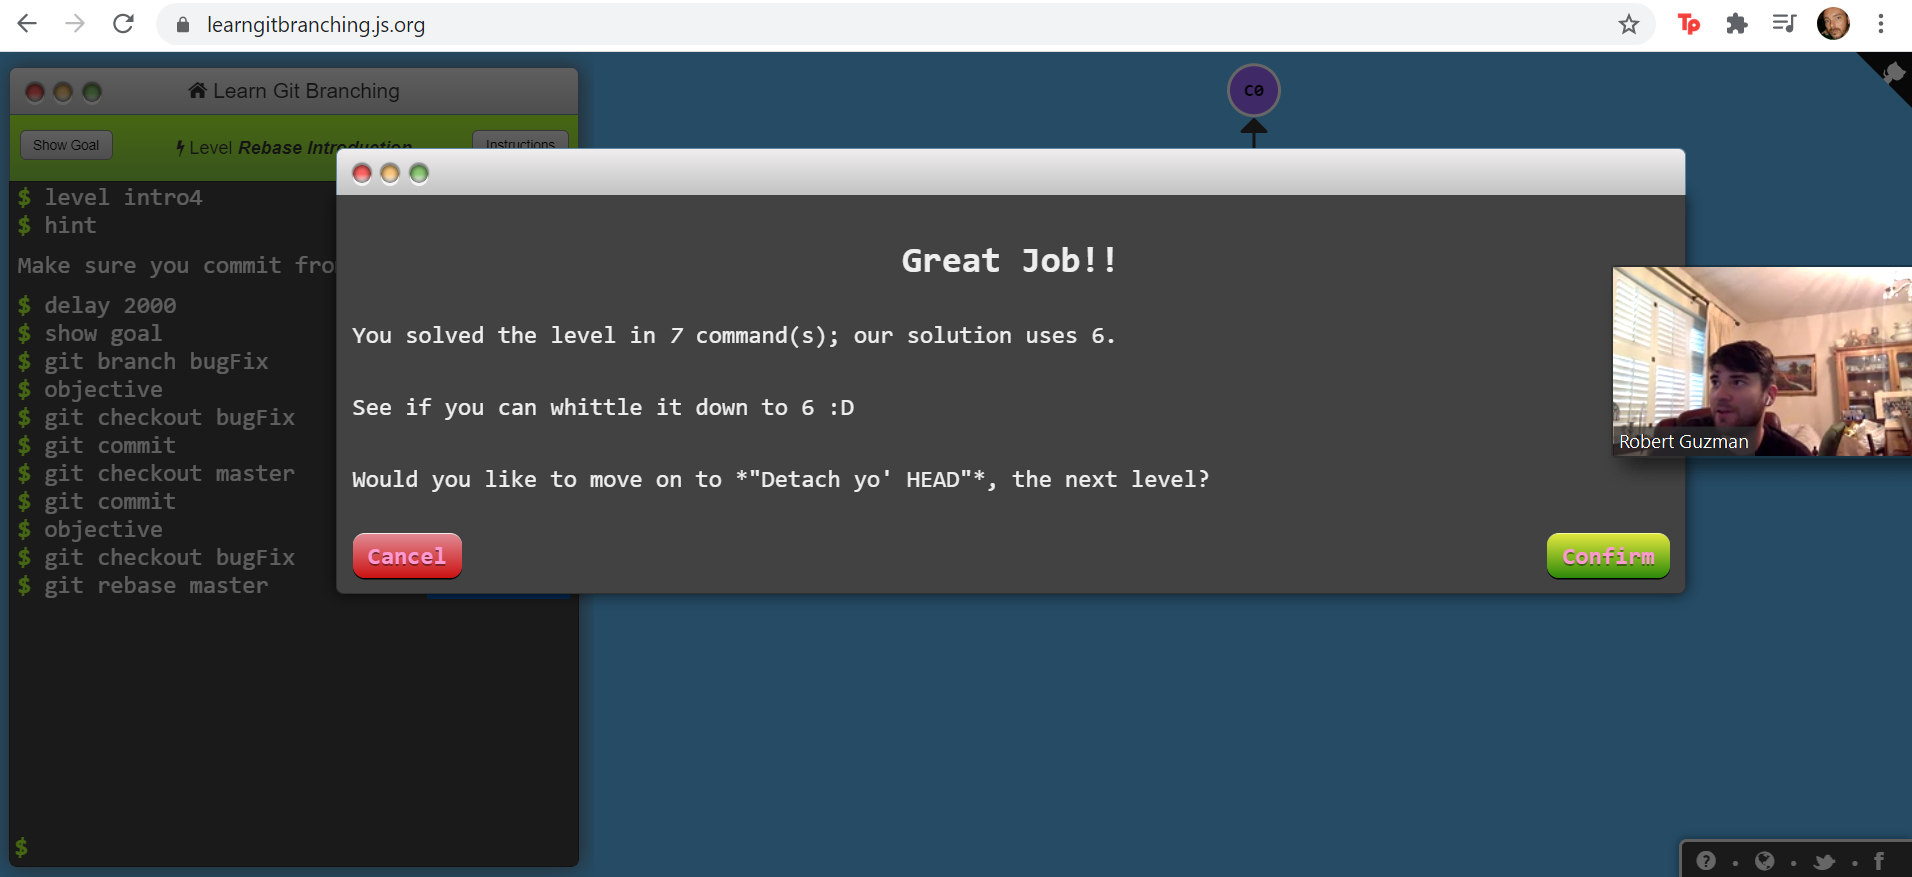 learngitbranching.js.org
Tp
Learn Git Branching
Show Goal
Level Rebase Introduction
Instructions
$ level intro4
$ hint
Make sure you commit fro
$ delay 2000
$ show goal
$ git branch bugFix
$ objective
$ git checkout bugFix
$ git commit
$ git checkout master
$ git commit
$ objective
$ git checkout bugFix
$ git rebase master
$
C0
Great Job!!
You solved the level in 7 command(s); our solution uses 6.
See if you can whittle it down to 6 :D
Would you like to move on to *"Detach yo' HEAD"*, the next level?
Cancel
Confirm
Robert Guzman